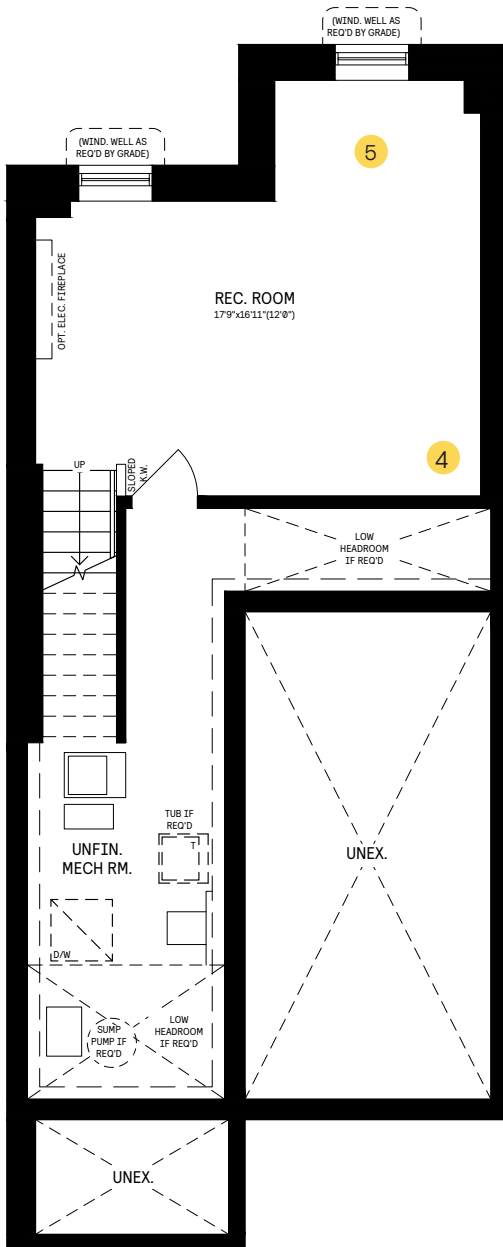 (WIND. WELL AS
REQ'D BY GRADE)
(WIND. WELL AS
REQ'D BY GRADE)
5
OPT. ELEC. FIREPLACE
REC. ROOM
17'9"x16'11"(12'0")
4
UP
SLOPED
K.W.
LOW
HEADROOM
IF REQ'D
TUB IF
REQ'D
T
UNFIN.
MECH RM.
UNEX.
D/W
SUMP
PUMP IF
REQ'D
LOW
HEADROOM
IF REQ'D
UNEX.